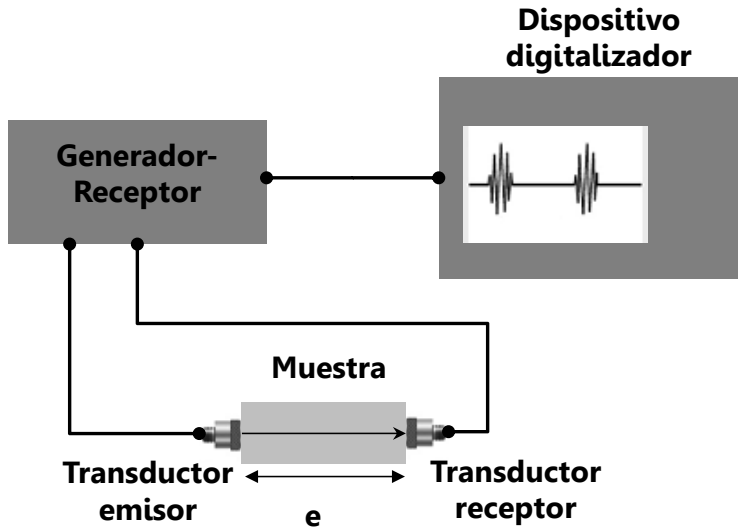 Dispositivo
digitalizador
Generador-
Receptor
Muestra
Transductor
emisor
e
Transductor
receptor